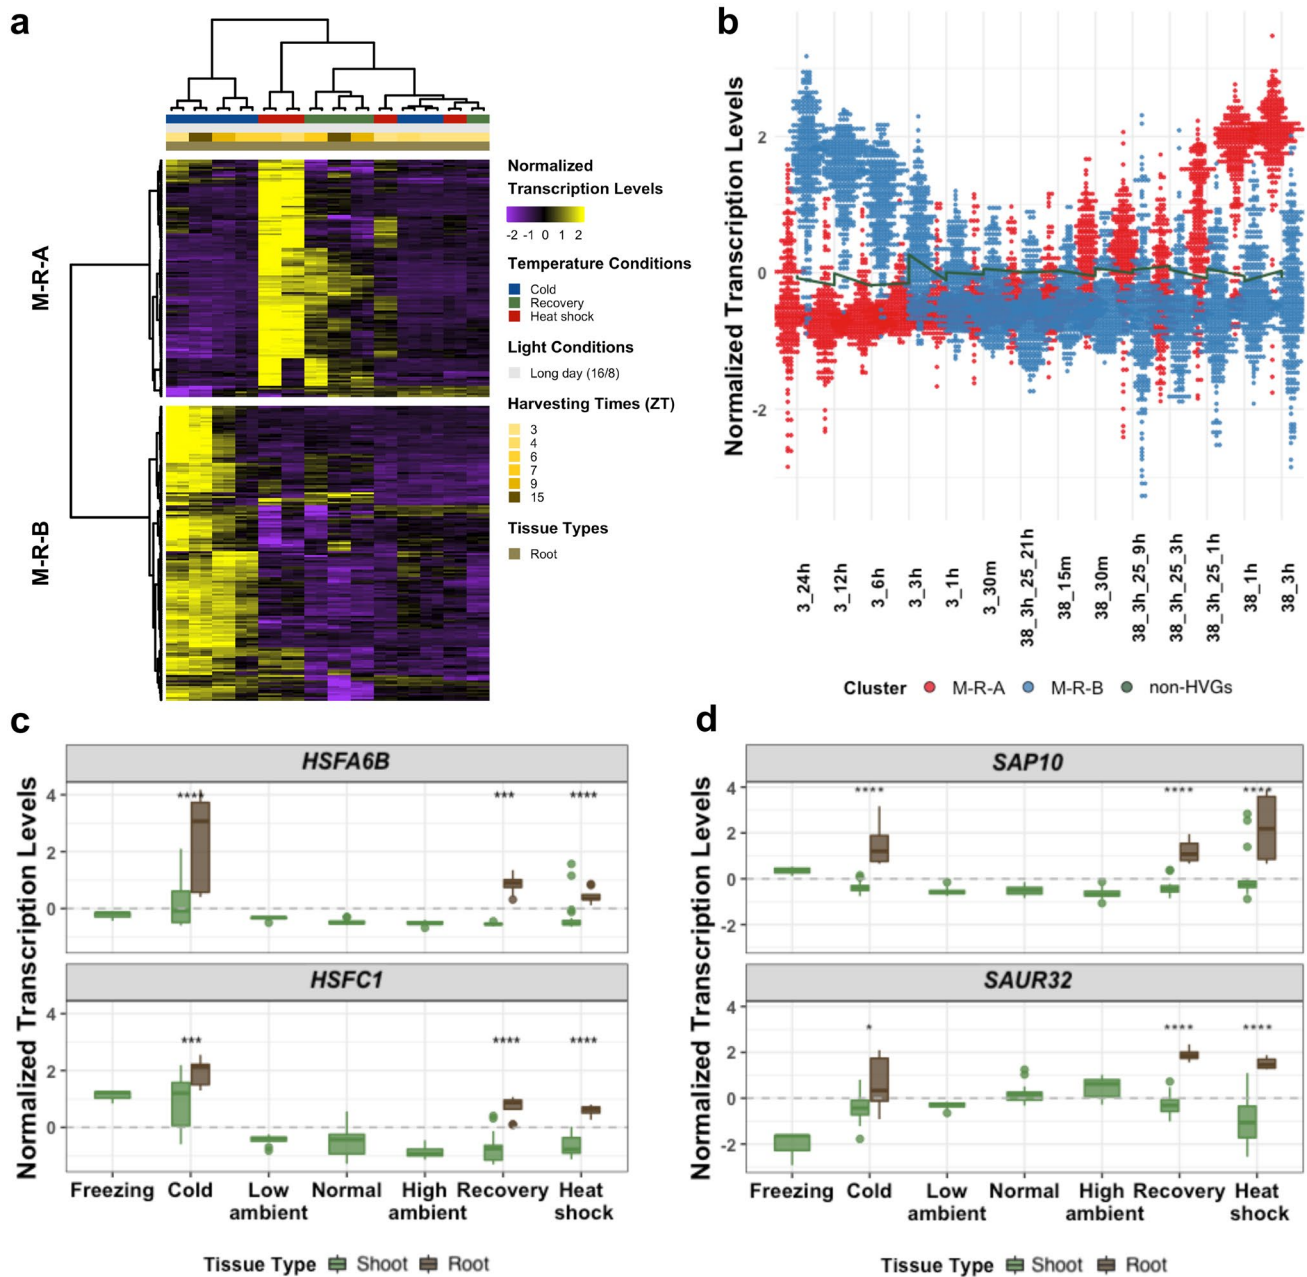 a
M-R-A
M-R-B
Normalized
Transcription Levels
-2 -1 0 1 2
Temperature Conditions
Cold
Recovery
Heat shock
Light Conditions
Long day (16/8)
Harvesting Times (ZT)
3
4
6
7
9
15
Tissue Types
Root
b
Normalized Transcription Levels
2
0
-2
3_24h
3_12h
3_6h
3_3h
3_1h
3_30m
38_3h_25_21h
38_15m
38_30m
38_3h_25_9h
38_3h_25_3h
38_3h_25_1h
38_1h
38_3h
Cluster M-R-A M-R-B non-HVGs
c
Normalized Transcription Levels
HSFA6B
4
2
0
**** *** ****
HSFC1
4
2
0
*** **** ****
Freezing Cold Low ambient Normal High ambient Recovery Heat shock
Tissue Type Shoot Root
d
Normalized Transcription Levels
SAP10
4
2
0
-2
**** **** ****
SAUR32
4
2
0
-2
* **** ****
Freezing Cold Low ambient Normal High ambient Recovery Heat shock
Tissue Type Shoot Root